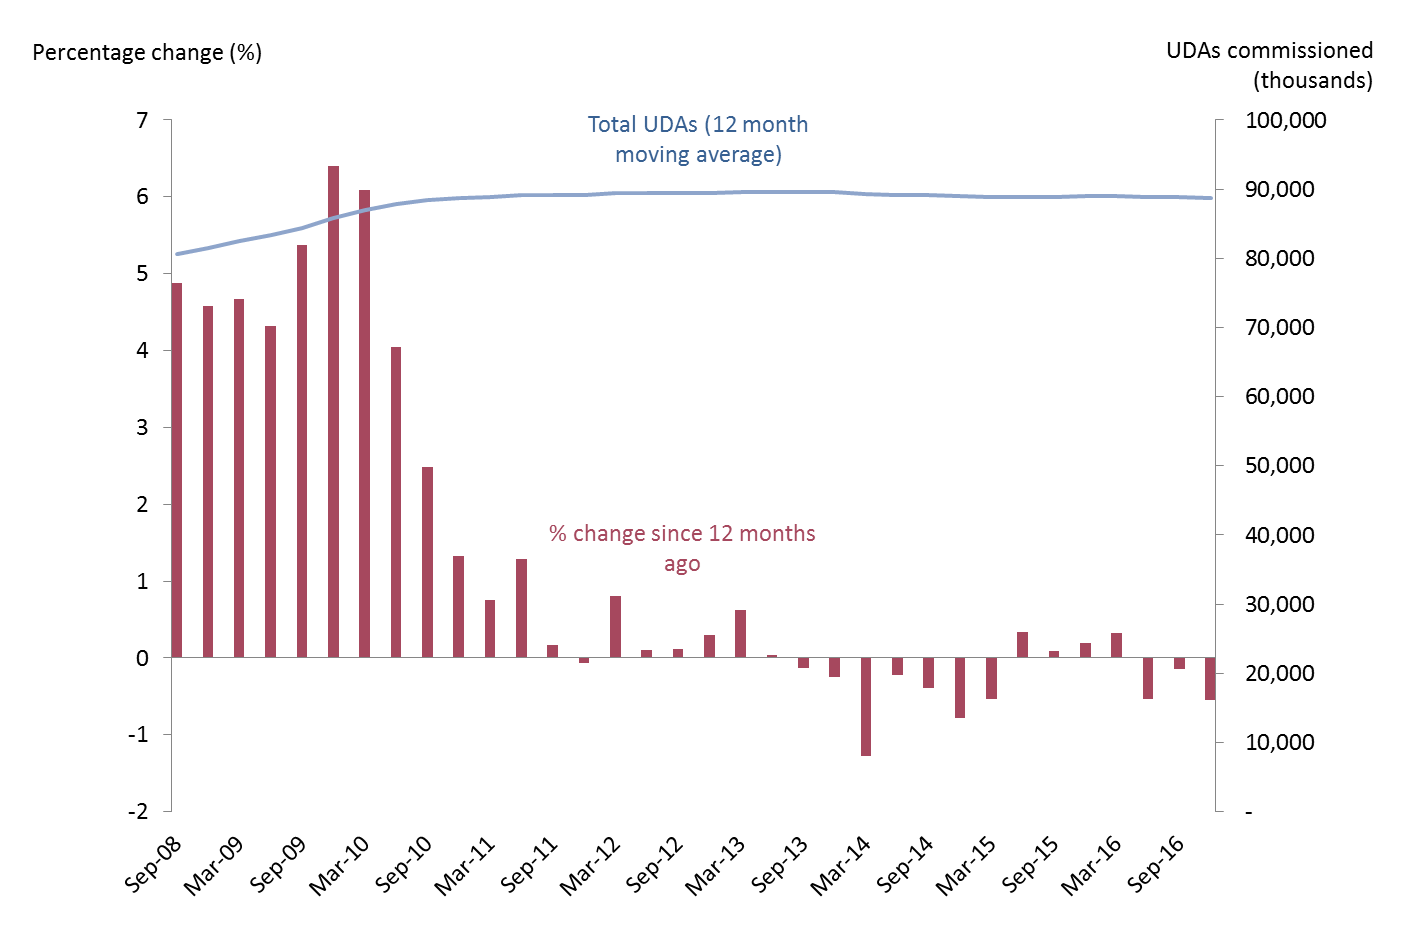 Percentage change (%)
UDAs commissioned
(thousands)
Total UDAs (12 month
moving average)
% change since 12 months
ago
7
6
5
4
3
2
1
0
-1
-2
100,000
90,000
80,000
70,000
60,000
50,000
40,000
30,000
20,000
10,000
-
Sep-08
Mar-09
Sep-09
Mar-10
Sep-10
Mar-11
Sep-11
Mar-12
Sep-12
Mar-13
Sep-13
Mar-14
Sep-14
Mar-15
Sep-15
Mar-16
Sep-16